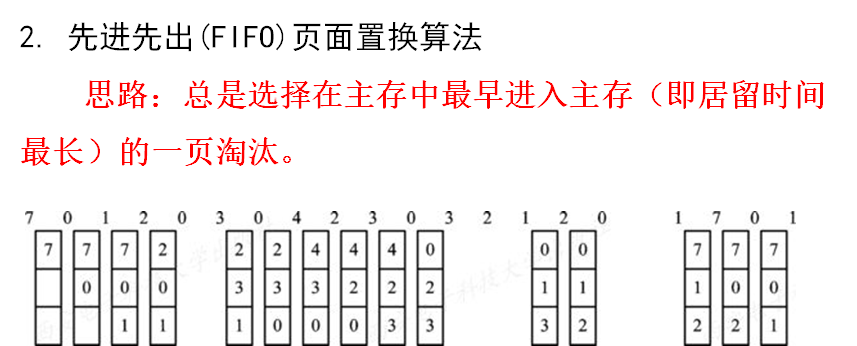 2. 先进先出(FIFO)页面置换算法
思路：总是选择在主存中最早进入主存（即居留时间
最长）的一页淘汰。
7 0 1 2 0 3 0 4 2 3 0 3 2 1 2 0 1 7 0 1
7 7 7 2 2 2 4 4 4 0 0 0 7 7 7
0 0 0 3 3 3 2 2 2 1 1 1 0 0
1 1 1 0 0 0 3 3 3 2 2 2 1